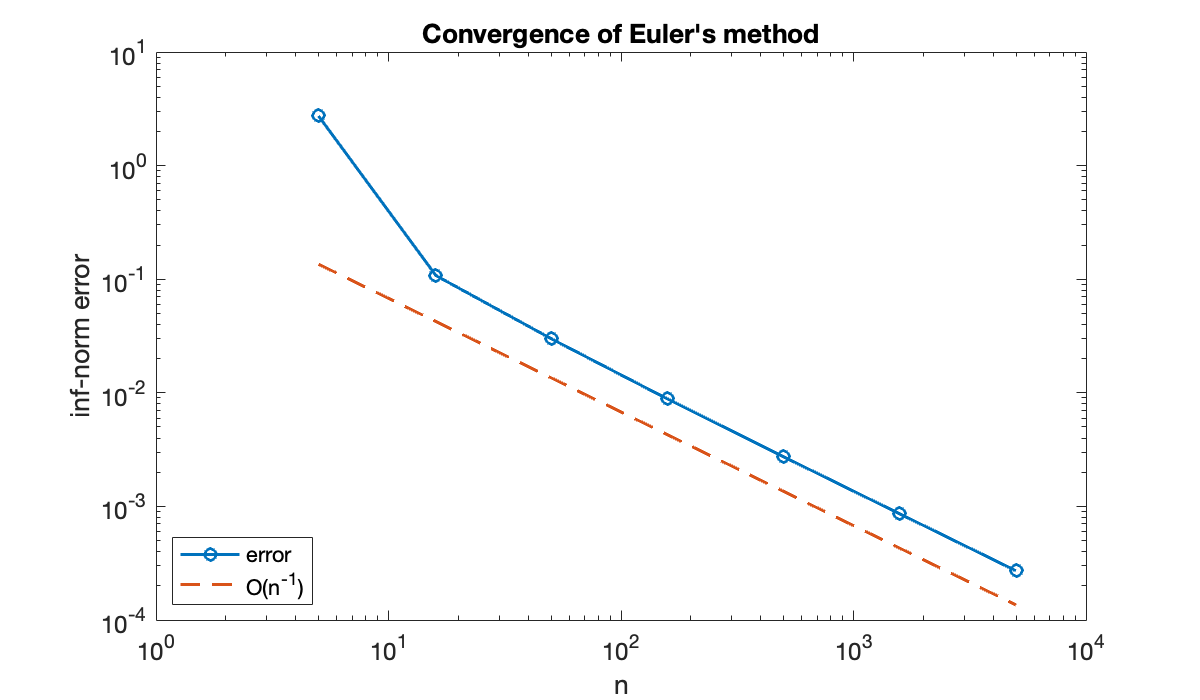 Convergence of Euler's method
10^1
10^0
10^-1
10^-2
10^-3
10^-4
inf-norm error
error
O(n^-1)
10^0 10^1 10^2 10^3 10^4
n